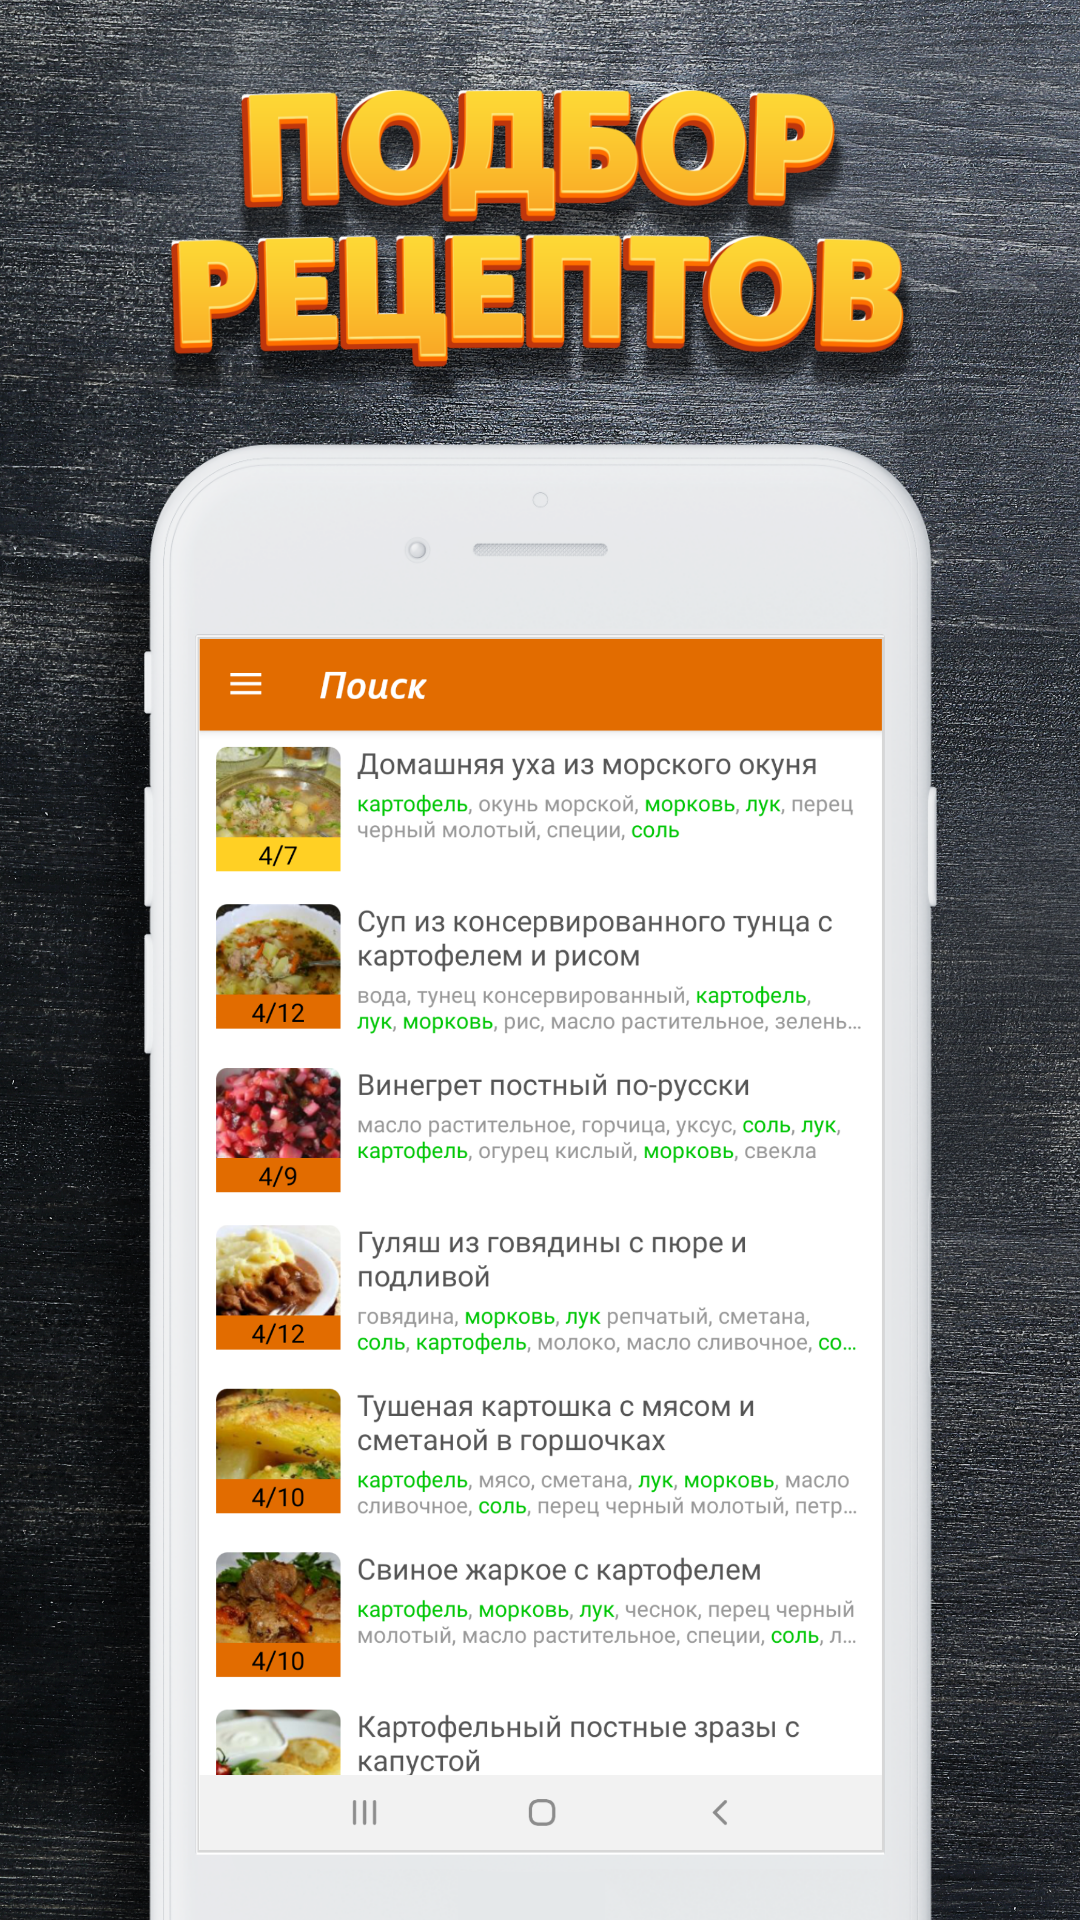 ПОДБОР
РЕЦЕПТОВ
Поиск
Домашняя уха из морского окуня
картофель, окунь морской, морковь, лук, перец
черный молотый, специи, соль
4/7
Суп из консервированного тунца с
картофелем и рисом
вода, тунец консервированный, картофель,
лук, морковь, рис, масло растительное, зелень...
4/12
Винегрет постный по-русски
масло растительное, горчица, уксус, соль, лук,
картофель, огурец кислый, морковь, свекла
4/9
Гуляш из говядины с пюре и
подливой
говядина, морковь, лук репчатый, сметана,
соль, картофель, молоко, масло сливочное, со...
4/12
Тушеная картошка с мясом и
сметаной в горшочках
картофель, мясо, сметана, лук, морковь, масло
сливочное, соль, перец черный молотый, петр...
4/10
Свиное жаркое с картофелем
картофель, морковь, лук, чеснок, перец черный
молотый, масло растительное, специи, соль, л...
4/10
Картофельный постные зразы с
капустой